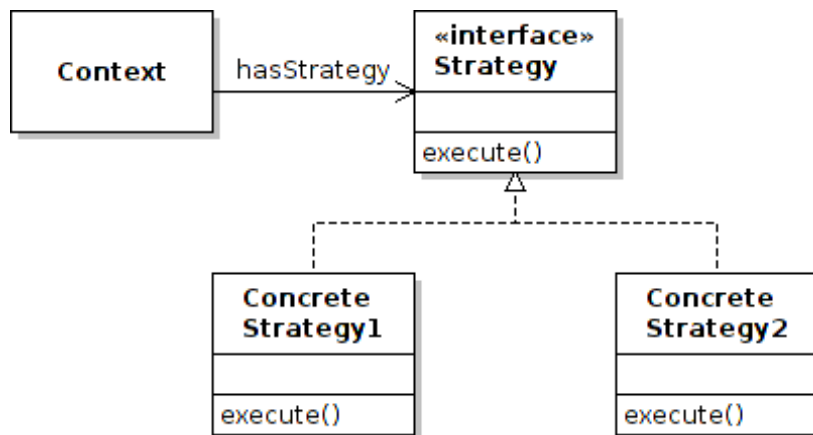 Context
hasStrategy
«interface»
Strategy
execute()
Concrete
Strategy1
execute()
Concrete
Strategy2
execute()